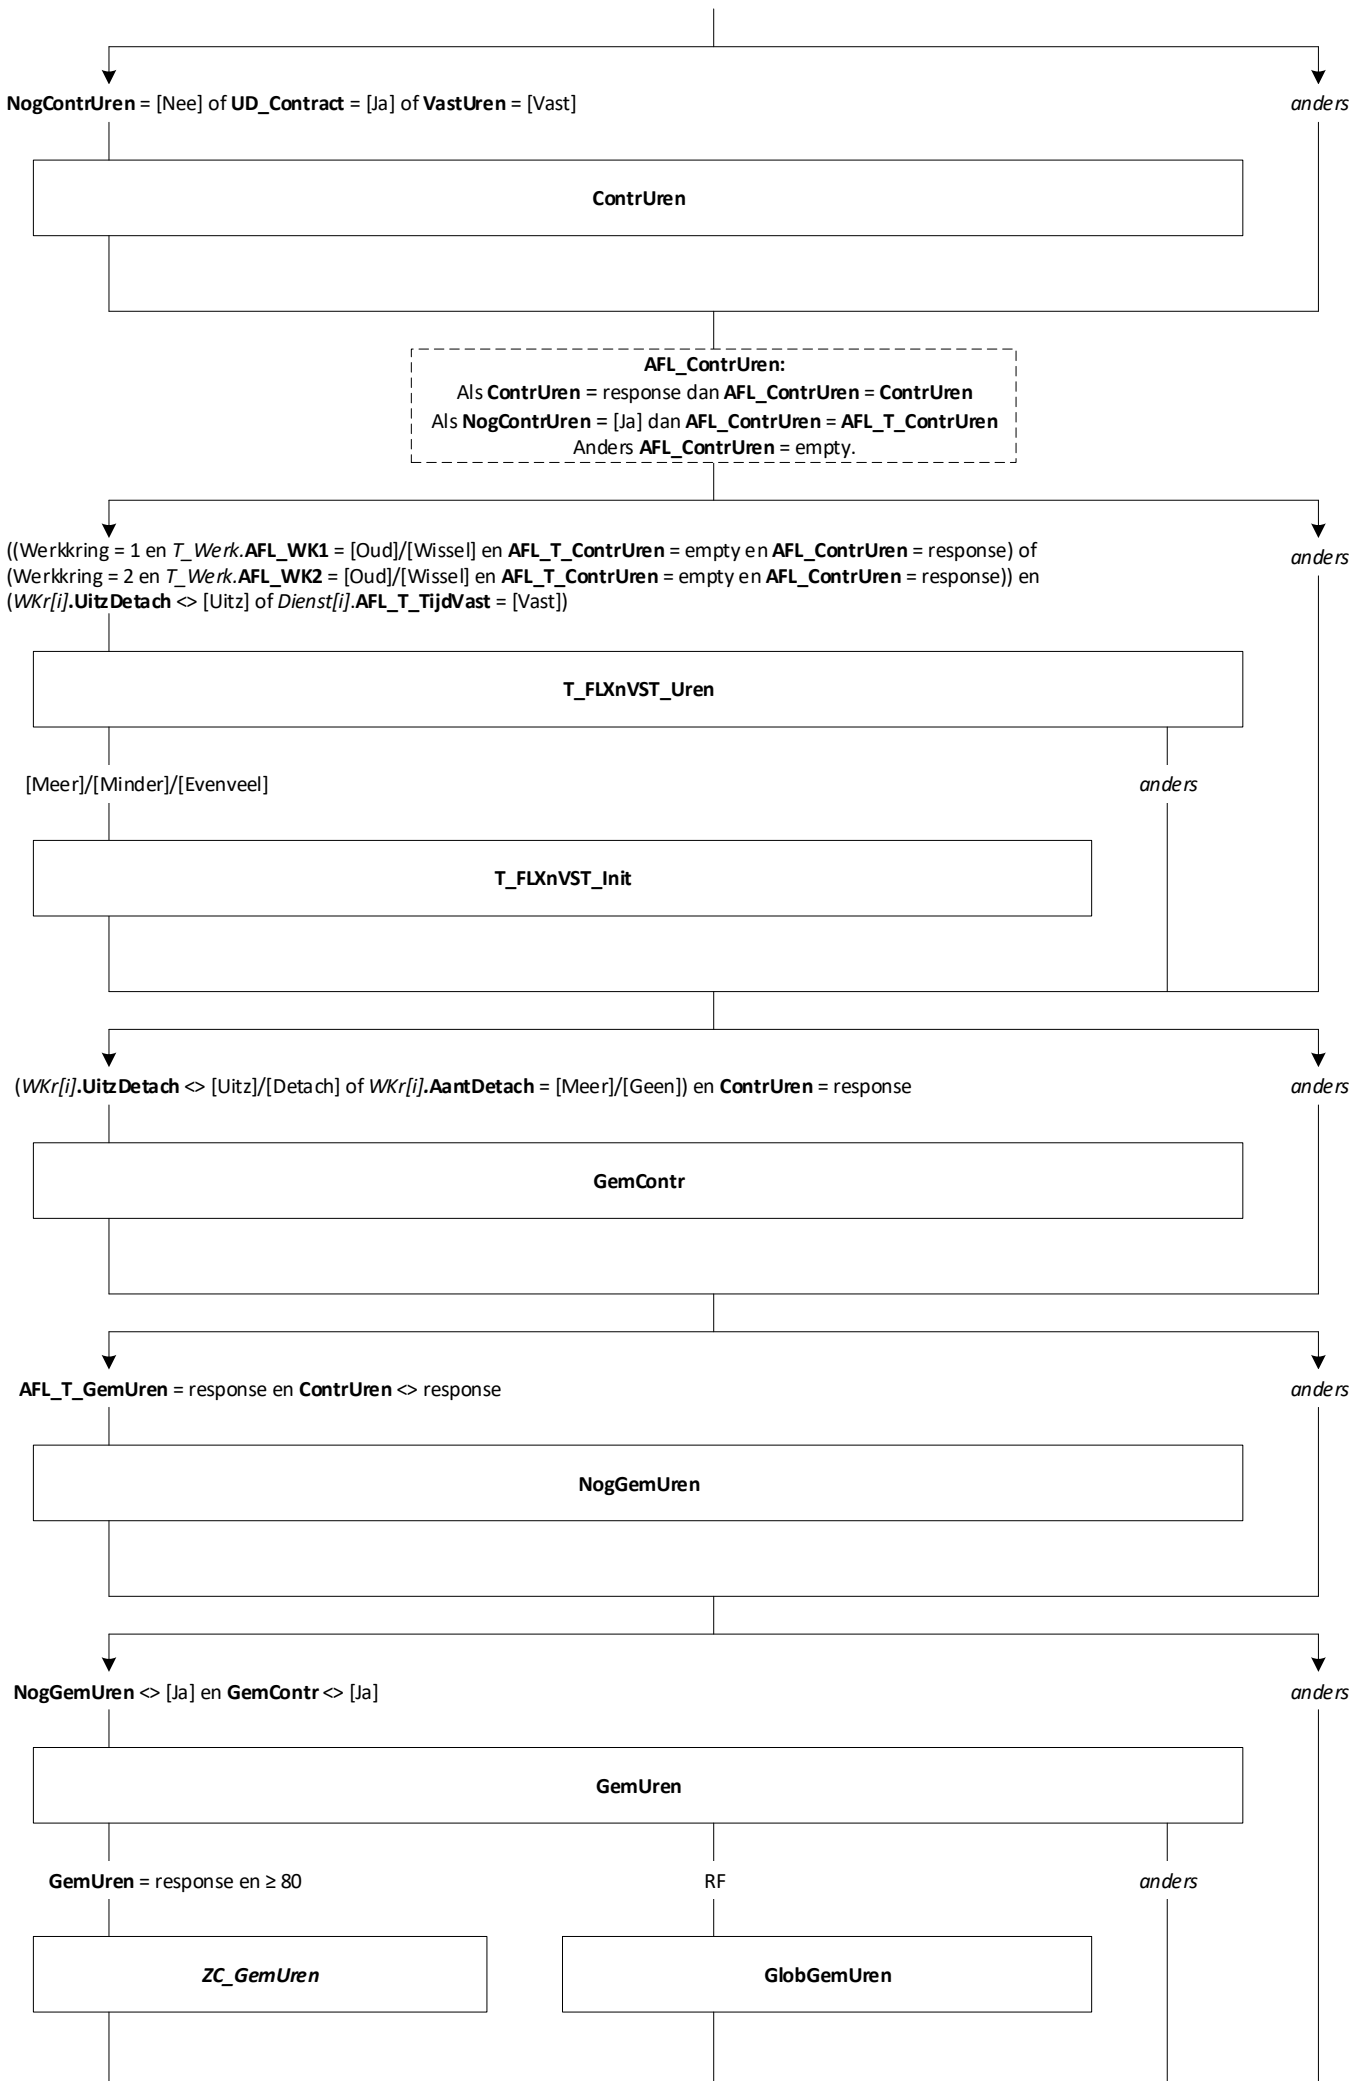 NogContrUren = [Nee] of UD_Contract = [Ja] of VastUren = [Vast]
anders
ContrUren
AFL_ContrUren:
Als ContrUren = response dan AFL_ContrUren = ContrUren
Als NogContrUren = [Ja] dan AFL_ContrUren = AFL_T_ContrUren
Anders AFL_ContrUren = empty.
((Werkkring = 1 en T_Werk.AFL_WK1 = [Oud]/[Wissel] en AFL_T_ContrUren = empty en AFL_ContrUren = response) of
anders
(Werkkring = 2 en T_Werk.AFL_WK2 = [Oud]/[Wissel] en AFL_T_ContrUren = empty en AFL_ContrUren = response)) en
(WKr[i].UitzDetach <> [Uitz] of Dienst[i].AFL_T_TijdVast = [Vast])
T_FLXnVST_Uren
[Meer]/[Minder]/[Evenveel]
anders
T_FLXnVST_Init
(WKr[i].UitzDetach <> [Uitz]/[Detach] of WKr[i].AantDetach = [Meer]/[Geen]) en ContrUren = response
anders
GemContr
AFL_T_GemUren = response en ContrUren <> response
anders
NogGemUren
NogGemUren <> [Ja] en GemContr <> [Ja]
anders
GemUren
GemUren = response en ≥ 80
RF
anders
ZC_GemUren
GlobGemUren